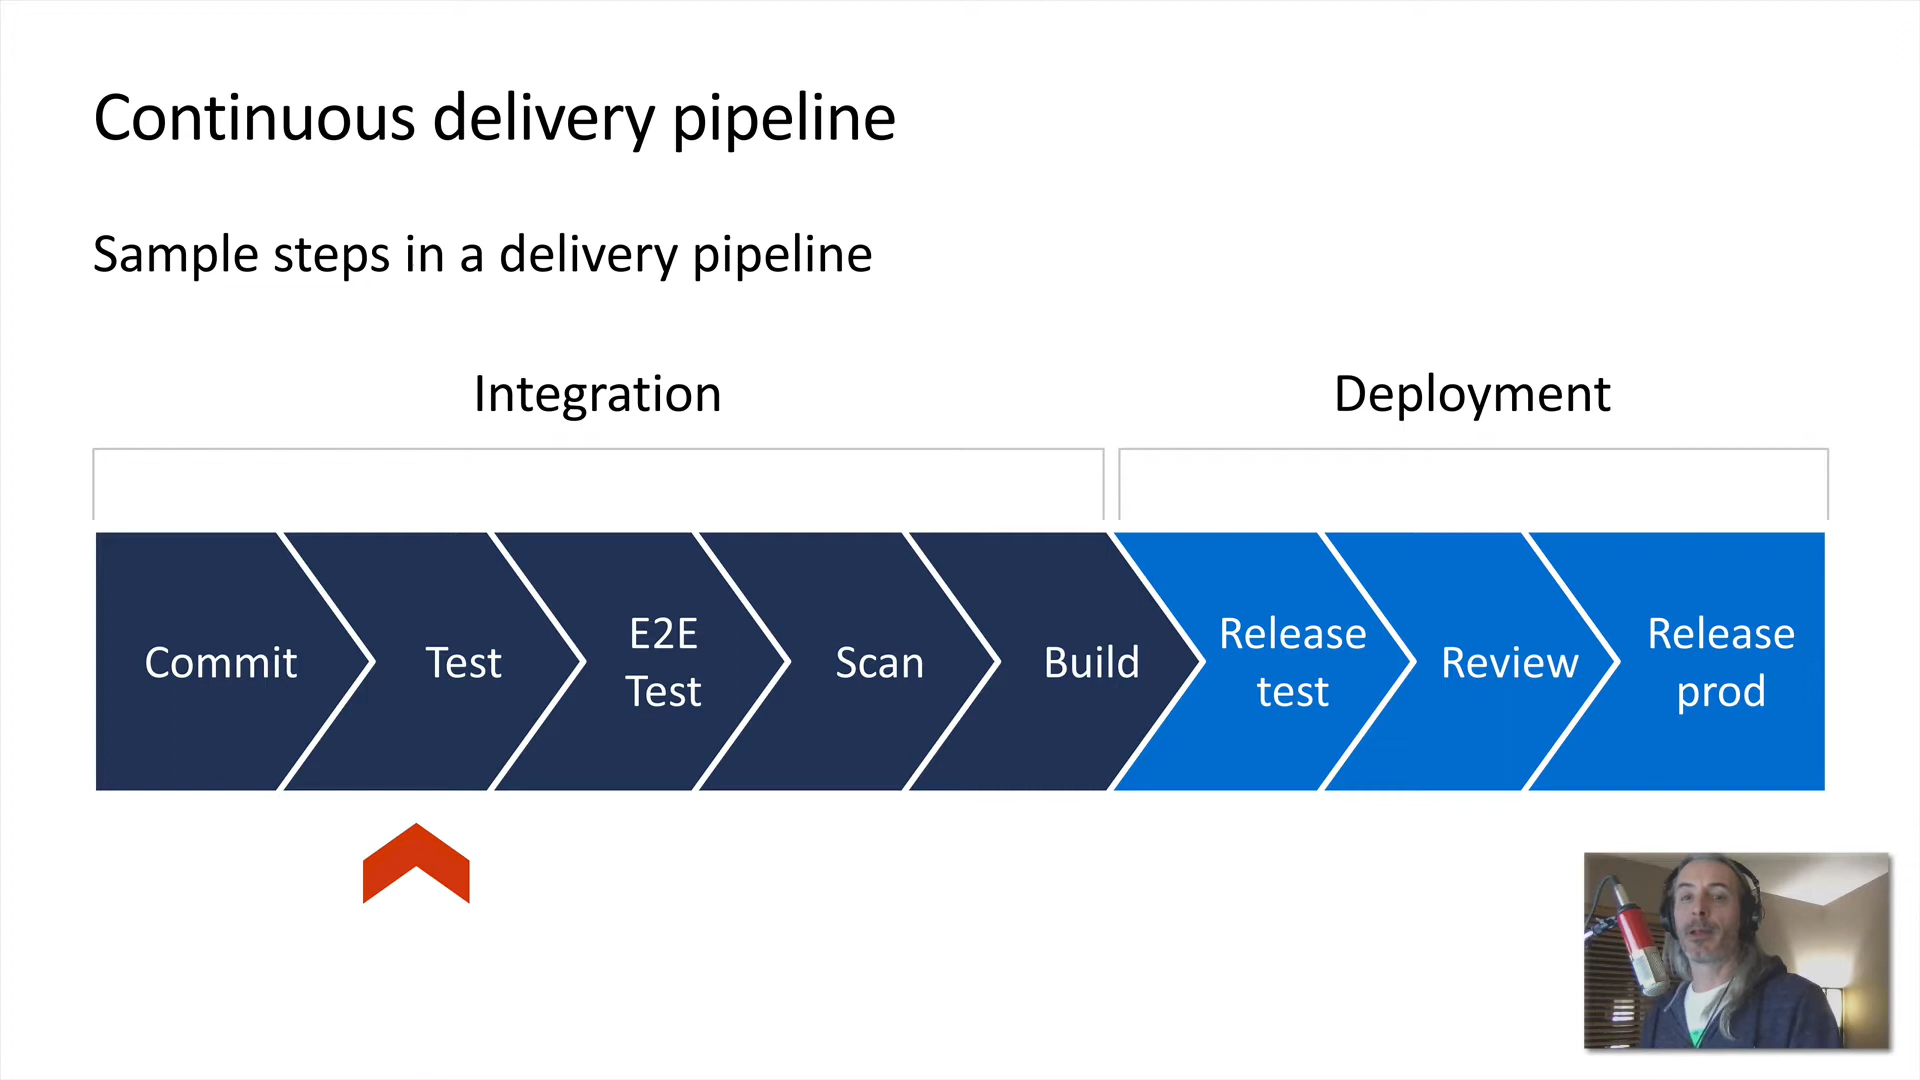 Continuous delivery pipeline
Sample steps in a delivery pipeline
Integration
Deployment
Commit
Test
E2E
Test
Scan
Build
Release
test
Review
Release
prod